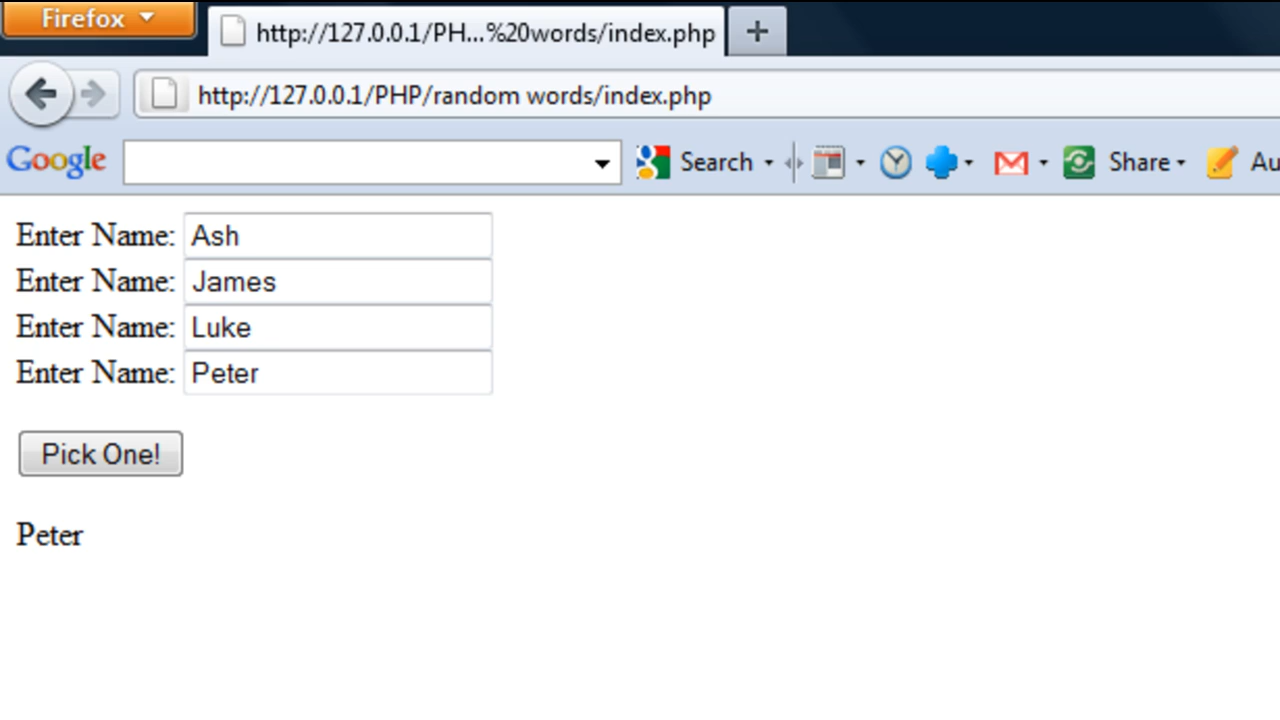 Firefox
http://127.0.0.1/PH...%20words/index.php
http://127.0.0.1/PHP/random words/index.php
Google Search Share Au
Enter Name: Ash
Enter Name: James
Enter Name: Luke
Enter Name: Peter
Pick One!
Peter